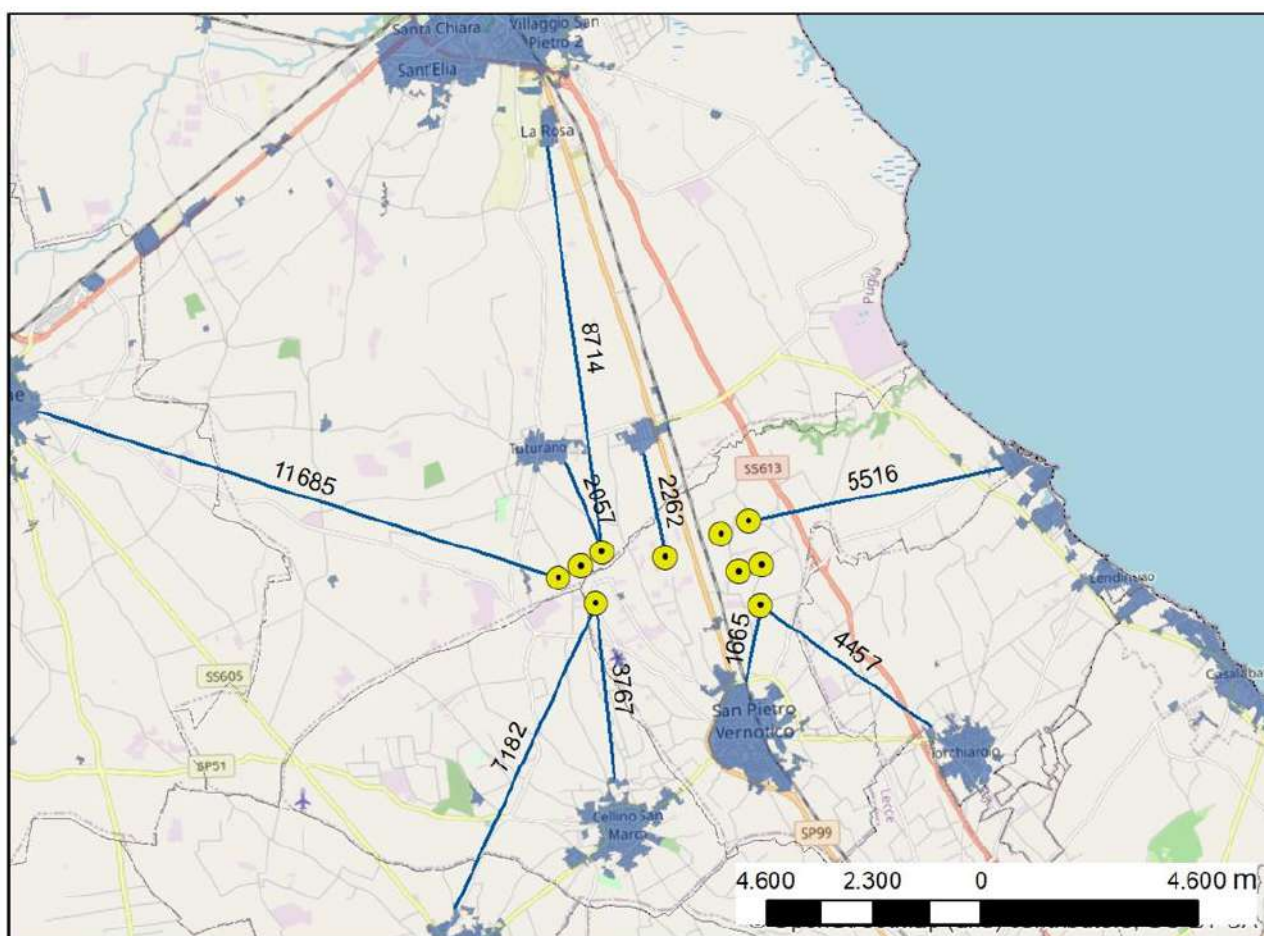 Santa Chiara
Villaggio San
Pietro 2
Sant'Elia
La Rosa
Puglia
8714
ne
Tuturano
11685
2057
2262
SS613
5516
Lendinuso
1665
4457
SS605
3767
7182
San Pietro
Vernotico
Casalaba
Torchiarolo
SP51
Lecce
Cellino San
Marco
SP99
4.600 2.300 0 4.600 m